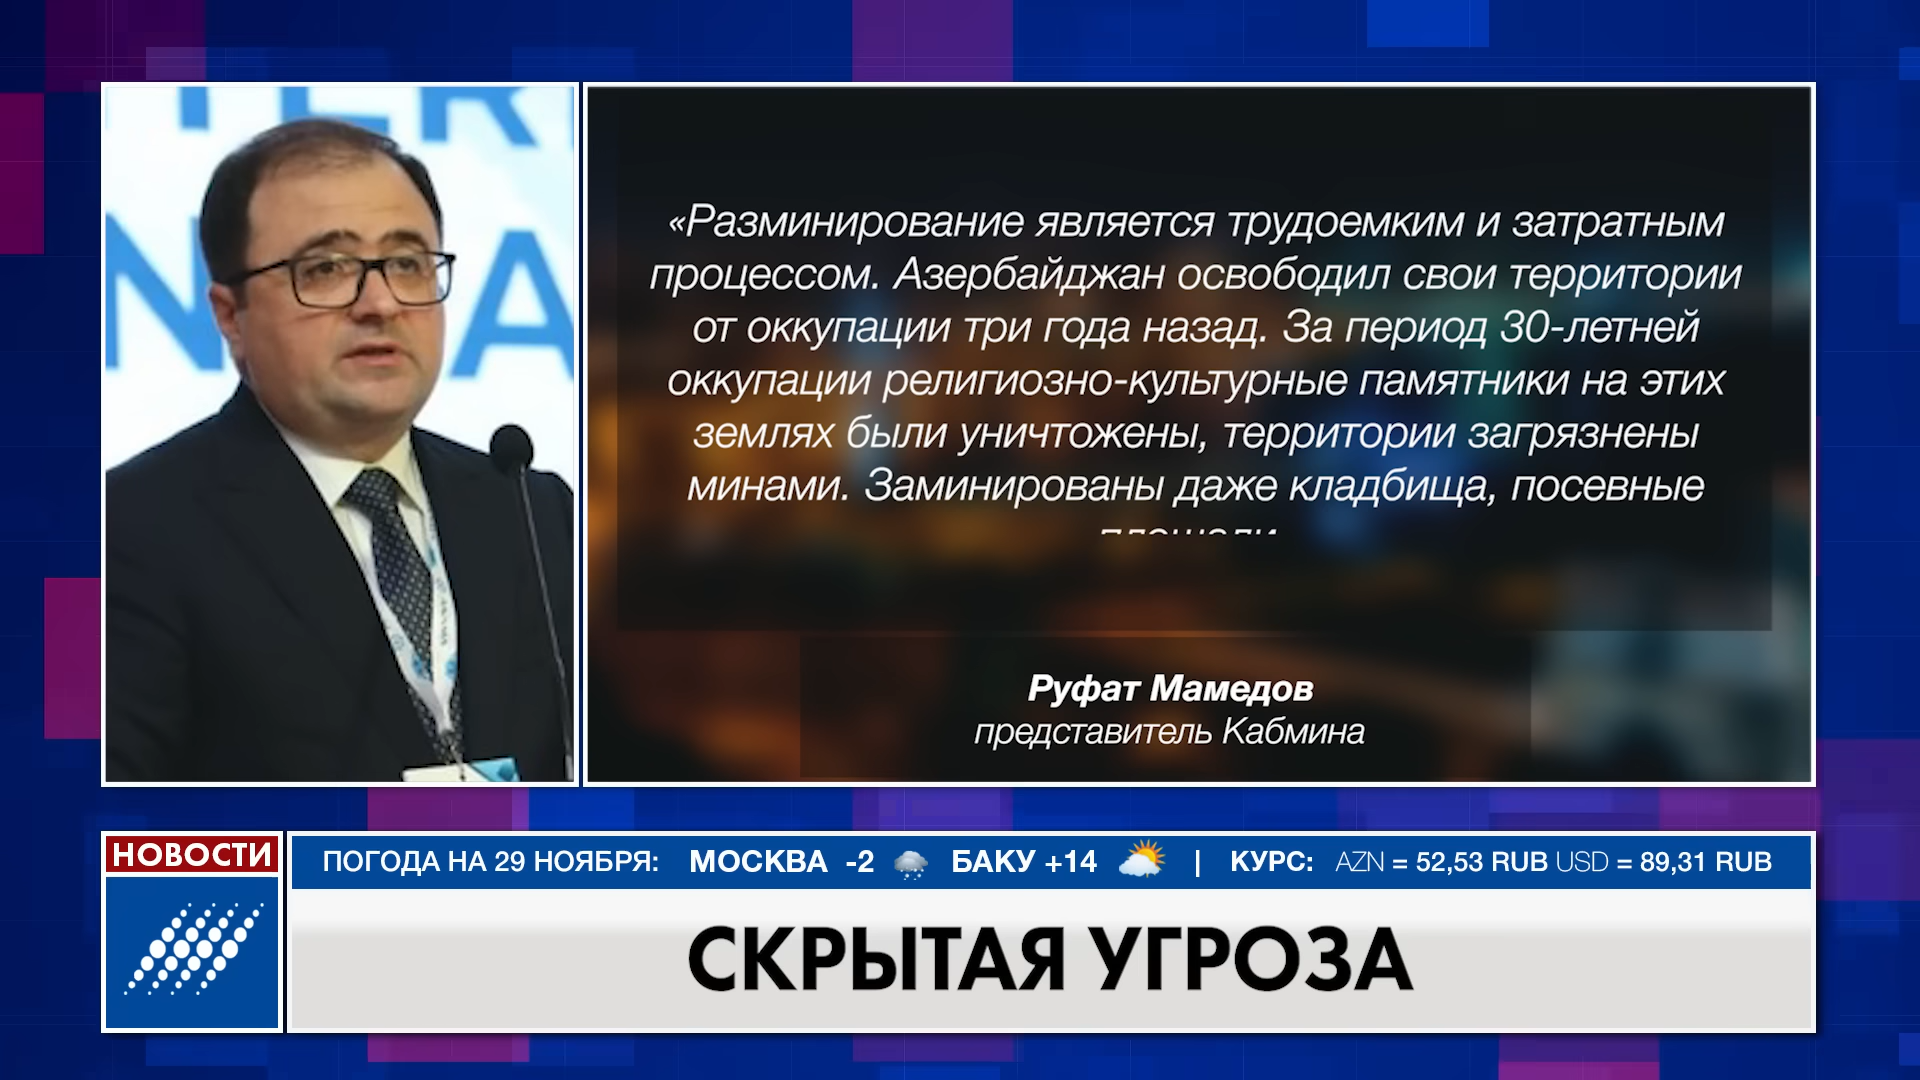 TER
N
A
«Разминирование является трудоемким и затратным
процессом. Азербайджан освободил свои территории
от оккупации три года назад. За период 30-летней
оккупации религиозно-культурные памятники на этих
землях были уничтожены, территории загрязнены
минами. Заминированы даже кладбища, посевные
площади
Руфат Мамедов
представитель Кабмина
НОВОСТИ
ПОГОДА НА 29 НОЯБРЯ: МОСКВА -2 БАКУ +14 | КУРС: AZN = 52,53 RUB USD = 89,31 RUB
СКРЫТАЯ УГРОЗА